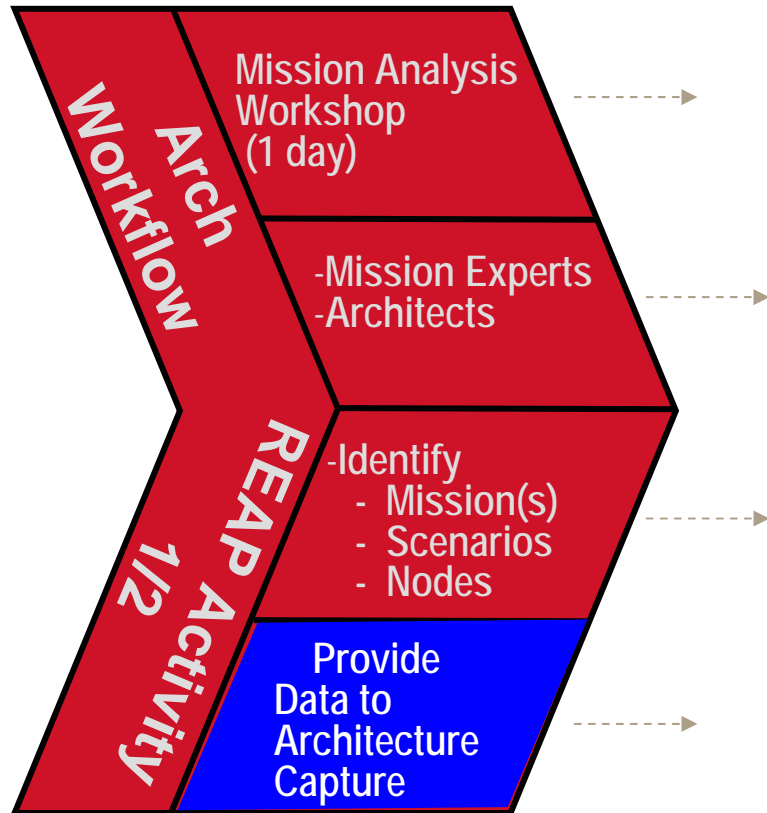 Arch
Workflow
REAP Activity
1/2
Mission Analysis
Workshop
(1 day)
-Mission Experts
-Architects
-Identify
- Mission(s)
- Scenarios
- Nodes
Provide
Data to
Architecture
Capture